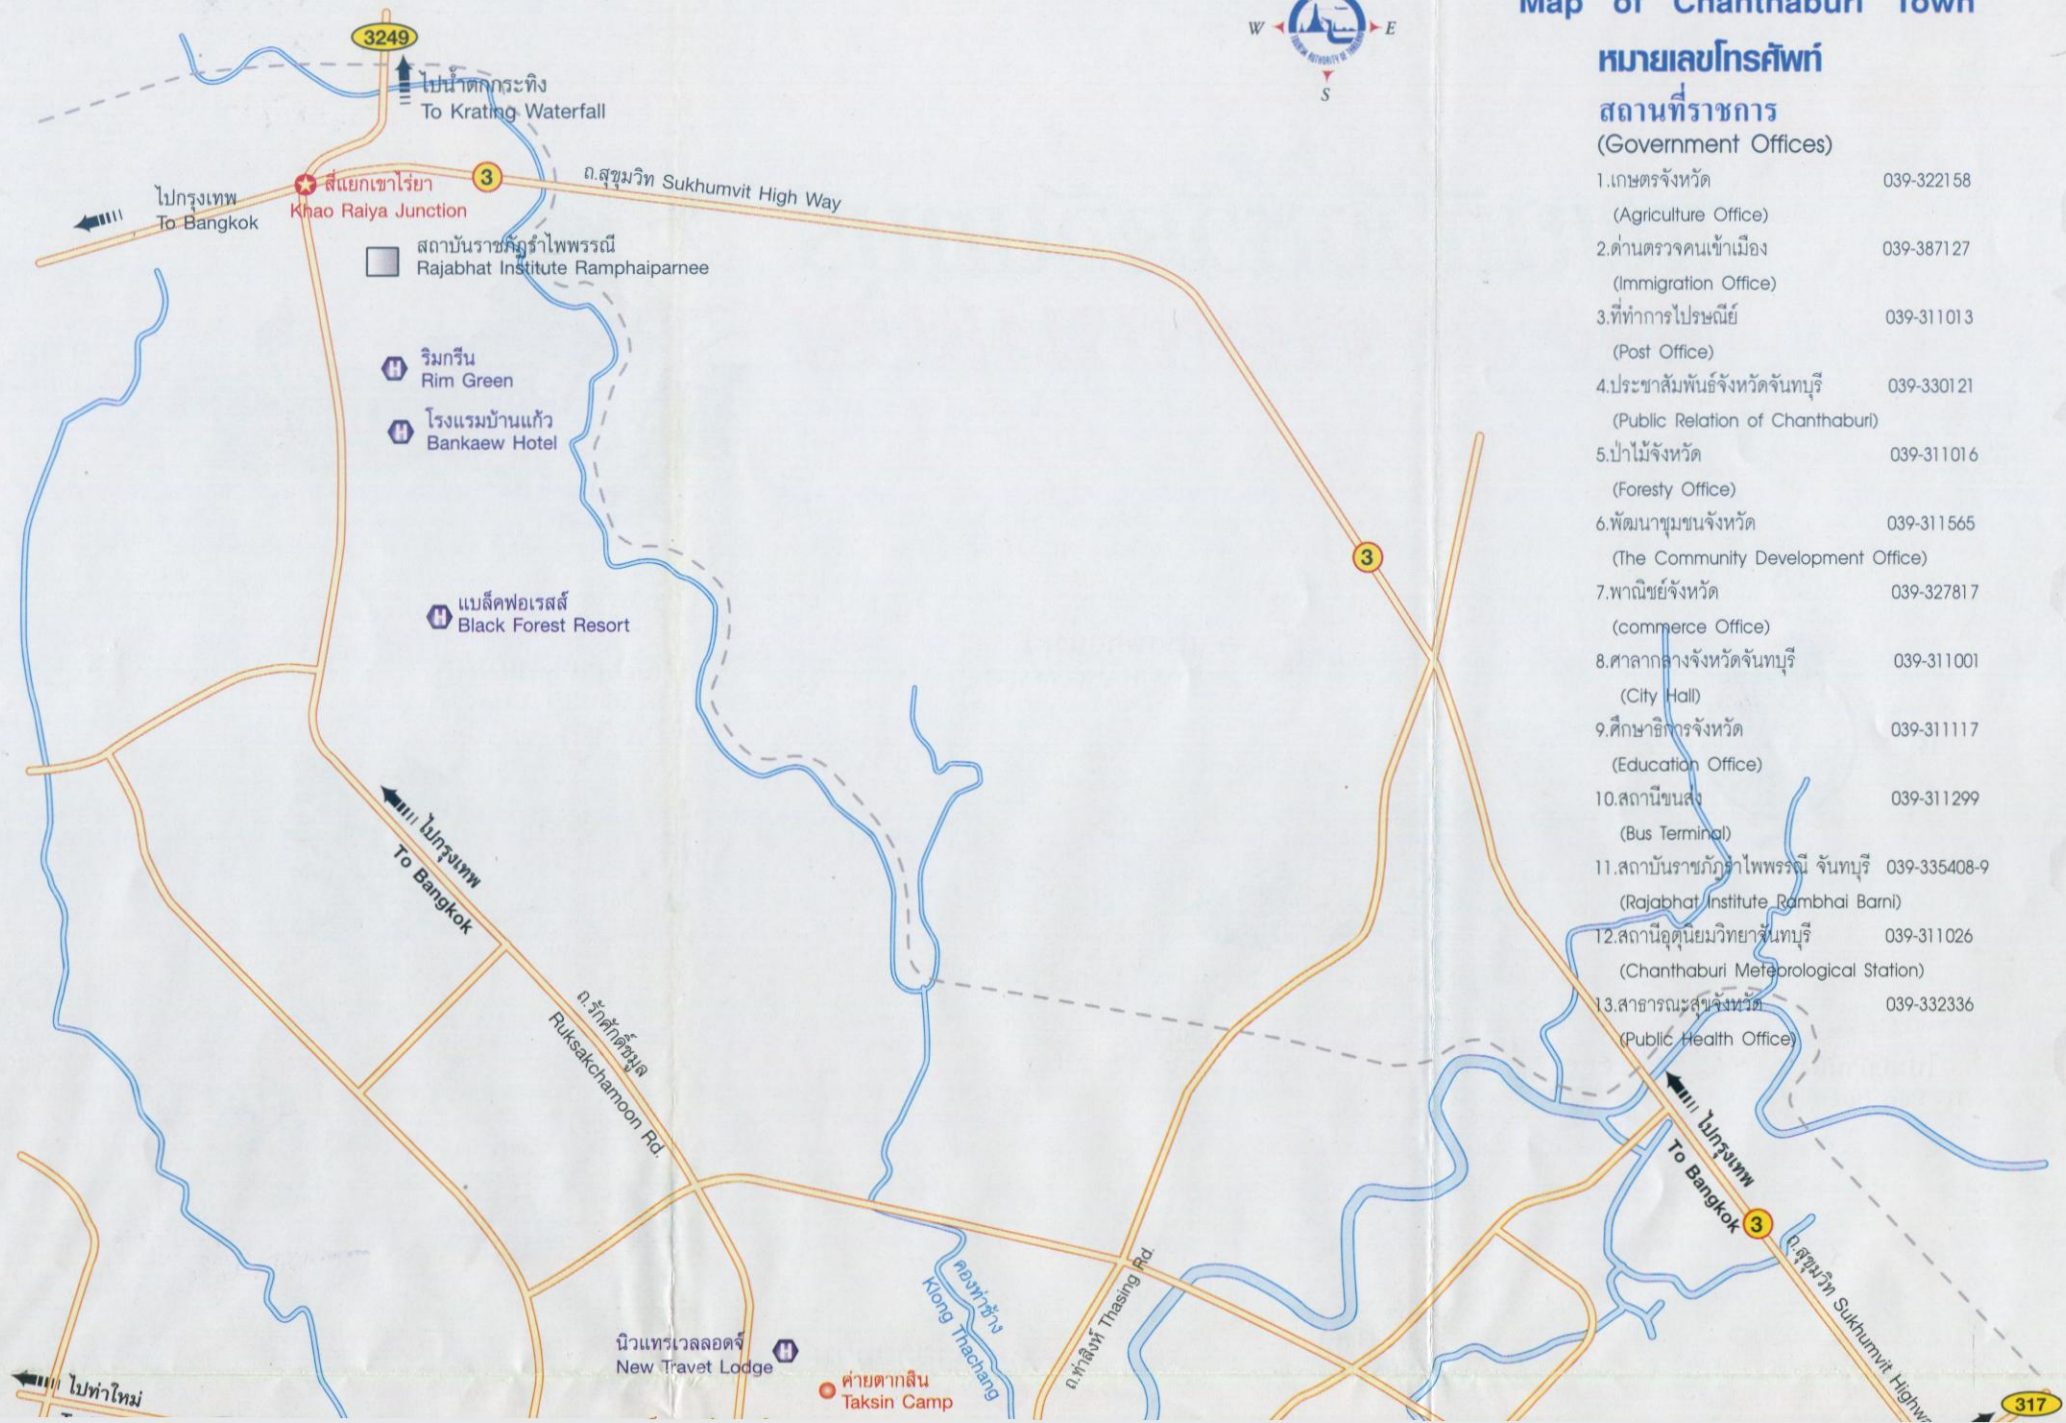 Map of Chanthaburi Town
หมายเลขโทรศัพท์
สถานที่ราชการ
(Government Offices)
1.เกษตรจังหวัด 039-322158
(Agriculture Office)
2.ด่านตรวจคนเข้าเมือง 039-387127
(Immigration Office)
3.ที่ทำการไปรษณีย์ 039-311013
(Post Office)
4.ประชาสัมพันธ์จังหวัดจันทบุรี 039-330121
(Public Relation of Chanthaburi)
5.ป่าไม้จังหวัด 039-311016
(Foresty Office)
6.พัฒนาชุมชนจังหวัด 039-311565
(The Community Development Office)
7.พาณิชย์จังหวัด 039-327817
(commerce Office)
8.ศาลากลางจังหวัดจันทบุรี 039-311001
(City Hall)
9.ศึกษาธิการจังหวัด 039-311117
(Education Office)
10.สถานีขนส่ง 039-311299
(Bus Terminal)
11.สถาบันราชภัฏรำไพพรรณี จันทบุรี 039-335408-9
(Rajabhat Institute Rambhai Barni)
12.สถานีอุตุนิยมวิทยาจันทบุรี 039-311026
(Chanthaburi Meteorological Station)
13.สาธารณะสุขจังหวัด 039-332336
(Public Health Office)
W
E
S
TOURISM AUTHORITY OF THAILAND
3249
ไปน้ำตกกระทิง
To Krating Waterfall
สี่แยกเขาไร่ยา
Khao Raiya Junction
3
ถ.สุขุมวิท Sukhumvit High Way
ไปกรุงเทพ
To Bangkok
สถาบันราชภัฏรำไพพรรณี
Rajabhat Institute Ramphaiparnee
H
ริมกรีน
Rim Green
H
โรงแรมบ้านแก้ว
Bankaew Hotel
3
H
แบล็คฟอเรสส์
Black Forest Resort
ไปกรุงเทพ
To Bangkok
ถ.รักศักดิ์ชมูล
Ruksakchamoon Rd.
ไปกรุงเทพ
To Bangkok
3
ถ.สุขุมวิท Sukhumvit Highwa
คองท่าช้าง
Klong Thachang
ถ.ท่าสิงห์ Thasing Rd.
นิวแทรเวลลอดจ์
New Travet Lodge
H
ค่ายตากสิน
Taksin Camp
ไปท่าใหม่
317